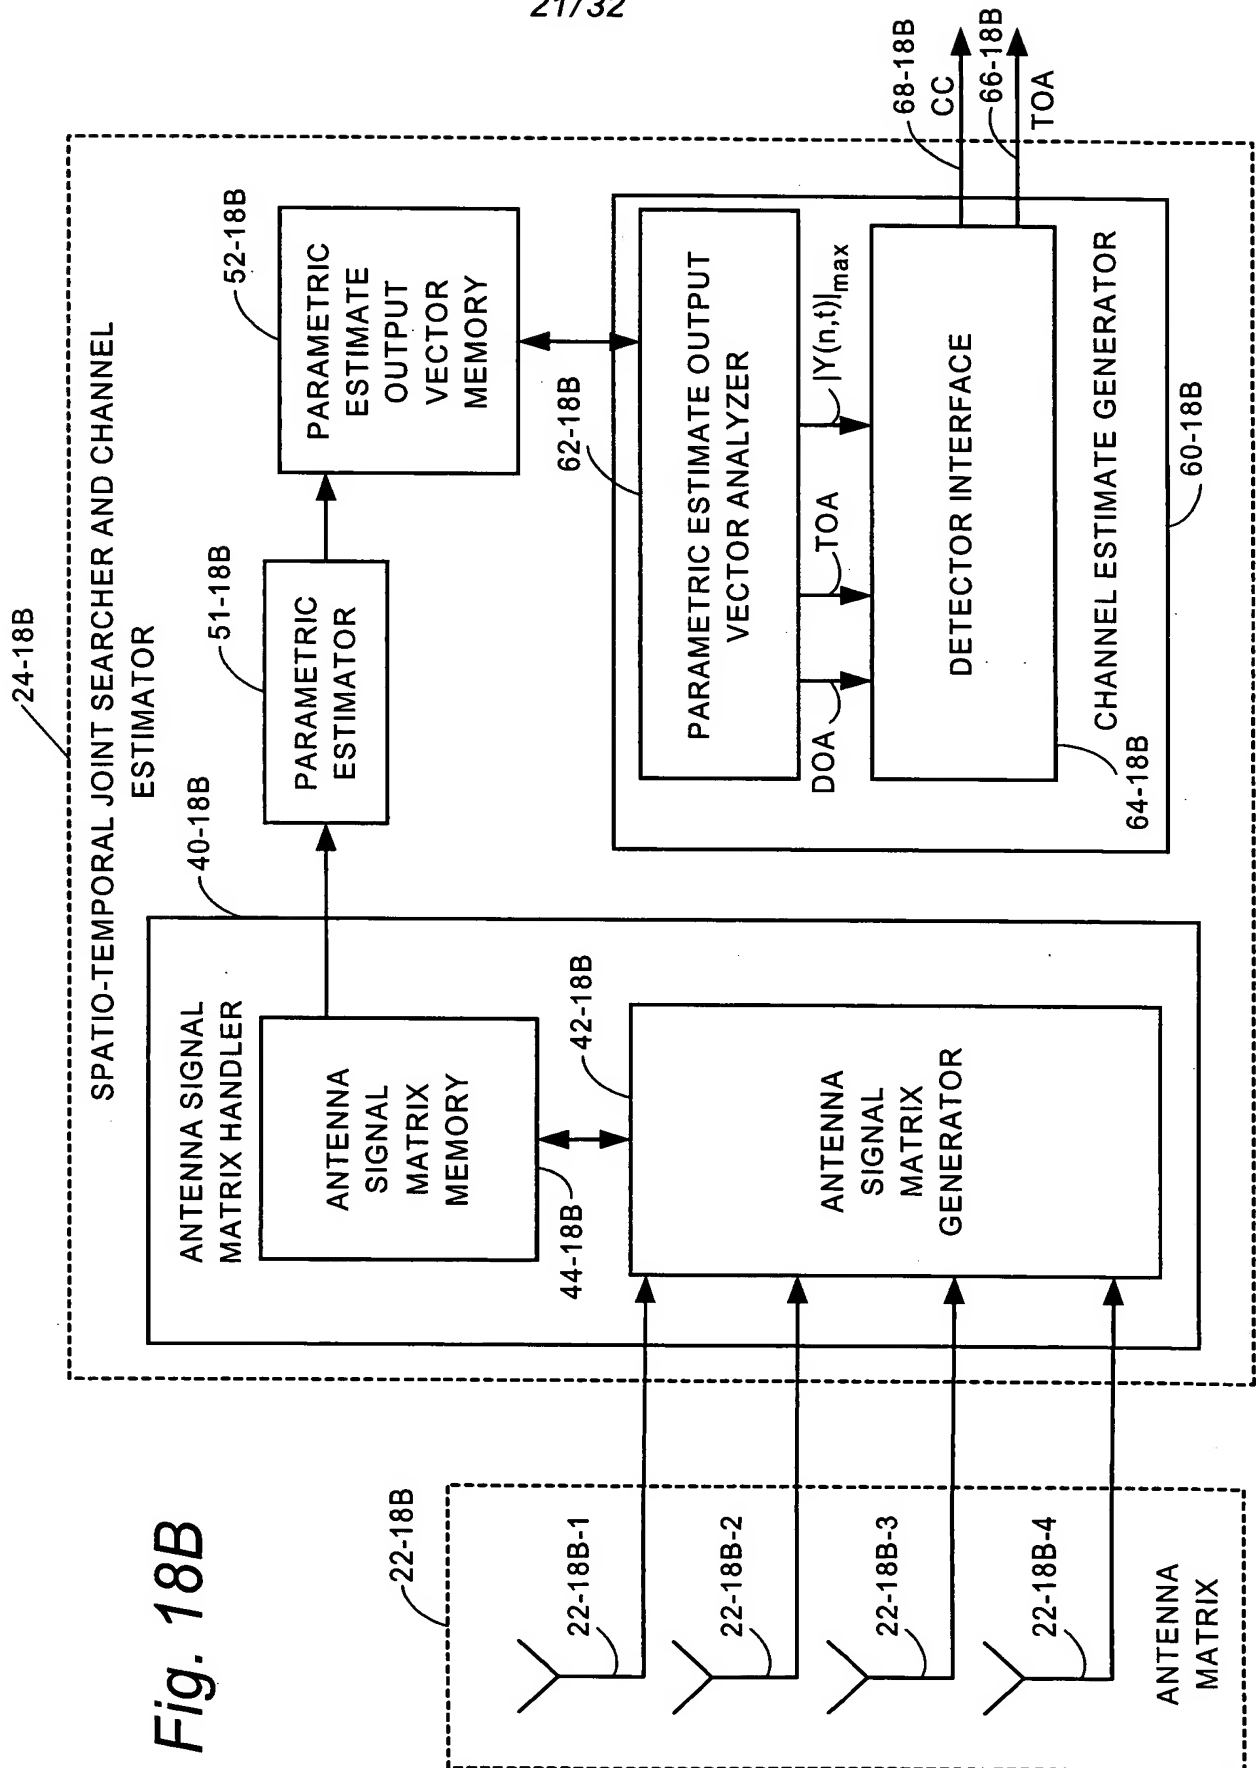 21/32
Fig. 18B
24-18B
SPATIO-TEMPORAL JOINT SEARCHER AND CHANNEL
ESTIMATOR
40-18B
ANTENNA SIGNAL
MATRIX HANDLER
ANTENNA
SIGNAL
MATRIX
MEMORY
44-18B
42-18B
ANTENNA
SIGNAL
MATRIX
GENERATOR
51-18B
PARAMETRIC
ESTIMATOR
52-18B
PARAMETRIC
ESTIMATE
OUTPUT
VECTOR
MEMORY
62-18B
PARAMETRIC ESTIMATE OUTPUT
VECTOR ANALYZER
DOA
TOA
|Y(n,t)|max
DETECTOR INTERFACE
64-18B
CHANNEL ESTIMATE GENERATOR
60-18B
68-18B
CC
66-18B
TOA
22-18B
22-18B-1
22-18B-2
22-18B-3
22-18B-4
ANTENNA
MATRIX